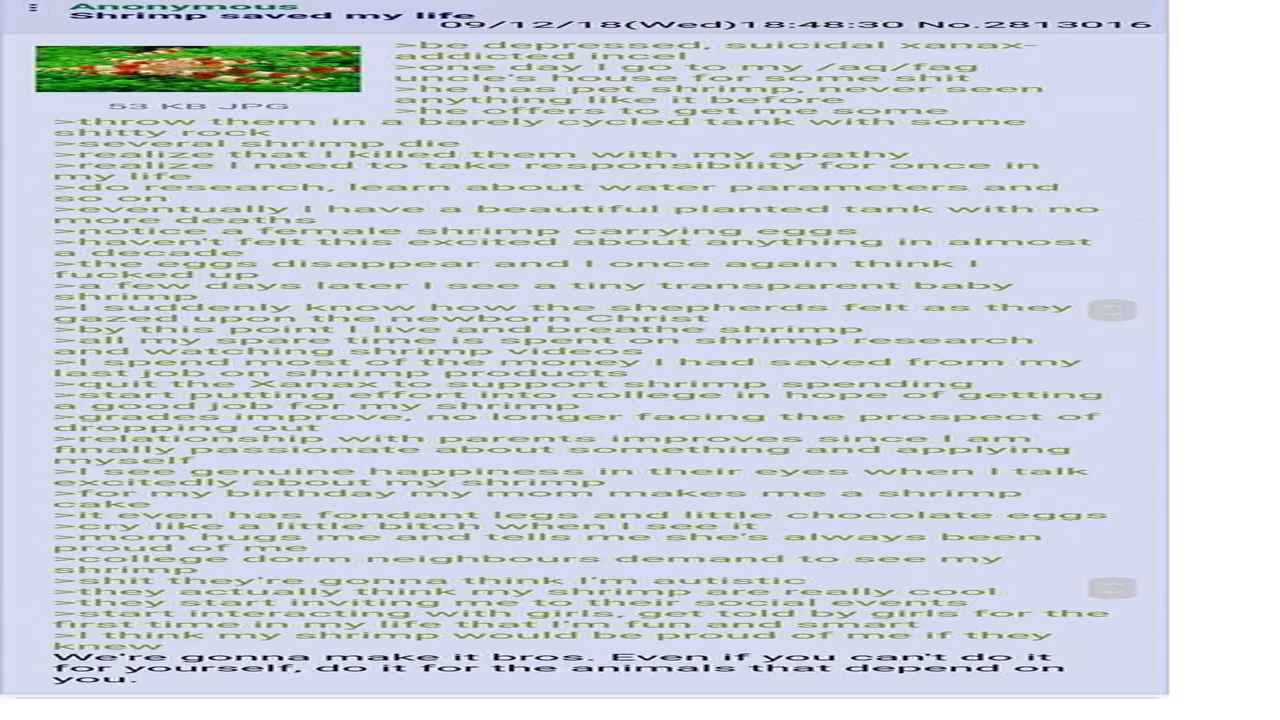 Anonymous
Shrimp saved my life
09/12/18(Wed)18:48:30 No.2813016
53 KB JPG
>be depressed, suicidal xanax-
addicted incel
>one day I go to my /aq/fag
uncle's house for some shit
>he has pet shrimp, never seen
anything like it before
>he offers to get me some
>throw them in a barely cycled tank with some
shitty rock
>several shrimp die
>realize that I killed them with my apathy
>realize I need to take responsibility for once in
my life
>do research, learn about water parameters and
so on
>eventually I have a beautiful planted tank with no
more deaths
>notice a female shrimp carrying eggs
>haven't felt this excited about anything in almost
a decade
>the eggs disappear and I once again think I
fucked up
>a few days later I see a tiny transparent baby
shrimp
>I suddenly know how the shepherds felt as they
gazed upon the newborn Christ
>by this point I live and breathe shrimp
>all my spare time is spent on shrimp research
and watching shrimp videos
>I spend most of the money I had saved from my
last job on shrimp products
>quit the Xanax to support shrimp spending
>start putting effort into college in hope of getting
a good job for my shrimp
>grades improve, no longer facing the prospect of
dropping out
>relationship with parents improves since I am
finally passionate about something and applying
myself
>I see genuine happiness in their eyes when I talk
excitedly about my shrimp
>for my birthday my mom makes me a shrimp
cake
>it even has fondant legs and little chocolate eggs
>cry like a little bitch when I see it
>mom hugs me and tells me she's always been
proud of me
>college dorm neighbours demand to see my
shrimp
>shit they're gonna think I'm autistic
>they actually think my shrimp are really cool
>they start inviting me to their social events
>start interacting with girls, get told by girls for the
first time in my life that I'm fun and smart
>I think my shrimp would be proud of me if they
knew
We're gonna make it bros. Even if you can't do it
for yourself, do it for the animals that depend on
you.